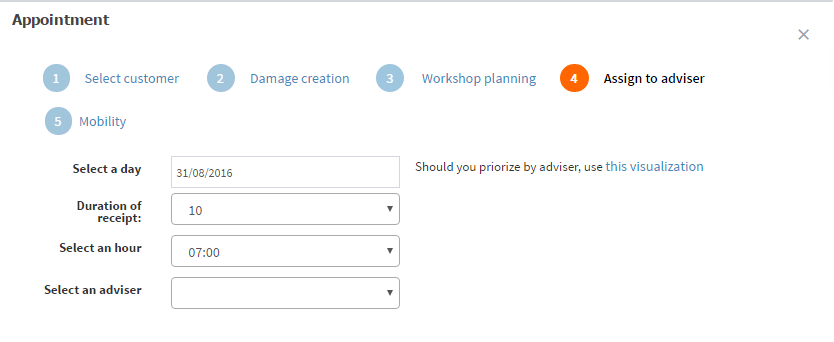 Appointment
×
1 Select customer 2 Damage creation 3 Workshop planning 4 Assign to adviser
5 Mobility
Select a day 31/08/2016 Should you priorize by adviser, use this visualization
Duration of
receipt: 10
Select an hour 07:00
Select an adviser